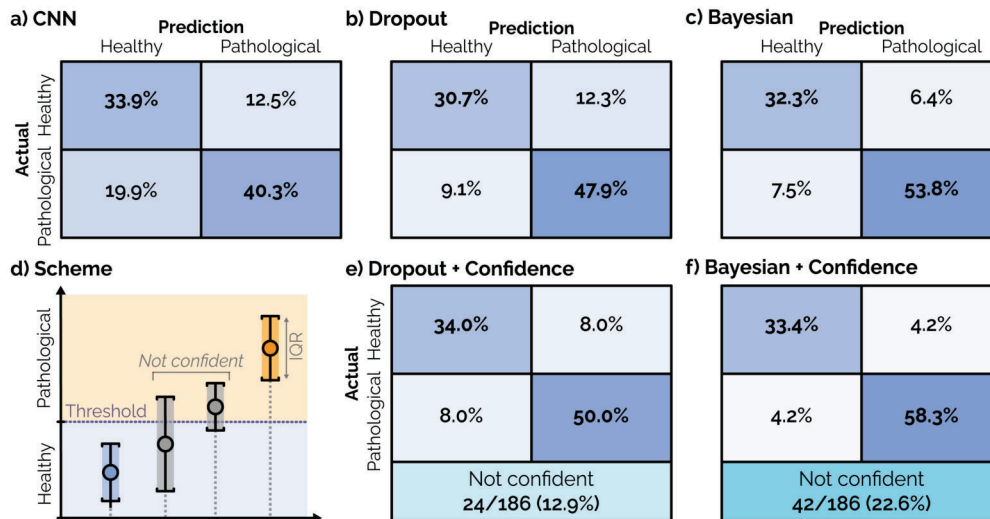 a) CNN
Prediction
Healthy Pathological
Actual
Healthy
Pathological
33.9% 12.5%
19.9% 40.3%
b) Dropout
Prediction
Healthy Pathological
30.7% 12.3%
9.1% 47.9%
c) Bayesian
Prediction
Healthy Pathological
32.3% 6.4%
7.5% 53.8%
d) Scheme
Pathological
Healthy
Not confident
IQR
Threshold
e) Dropout + Confidence
Actual
Healthy
Pathological
34.0% 8.0%
8.0% 50.0%
Not confident
24/186 (12.9%)
f) Bayesian + Confidence
33.4% 4.2%
4.2% 58.3%
Not confident
42/186 (22.6%)